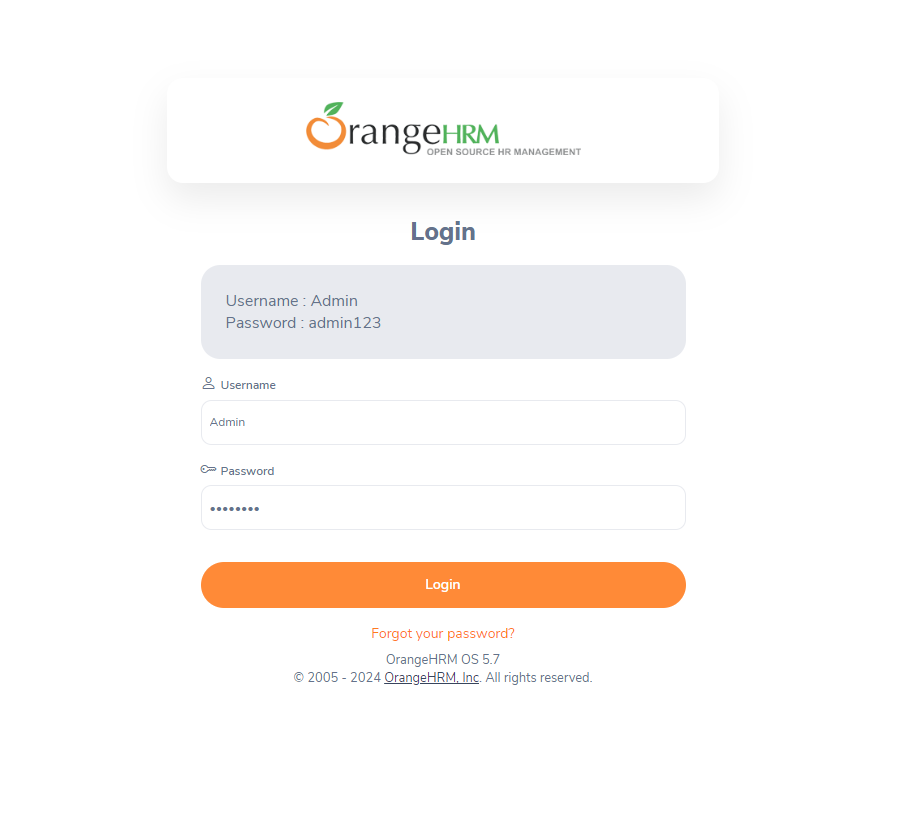 OrangeHRM
OPEN SOURCE HR MANAGEMENT
Login
Username : Admin
Password : admin123
Username
Admin
Password
••••••••
Login
Forgot your password?
OrangeHRM OS 5.7
© 2005 - 2024 OrangeHRM, Inc. All rights reserved.